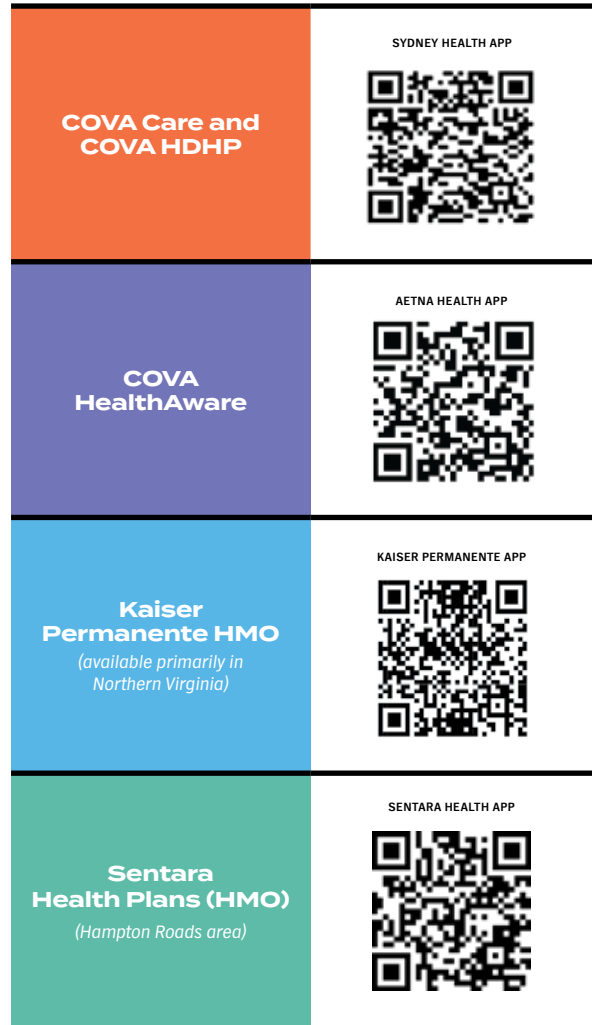 COVA Care and
COVA HDHP
SYDNEY HEALTH APP
COVA
HealthAware
AETNA HEALTH APP
Kaiser
Permanente HMO
(available primarily in
Northern Virginia)
KAISER PERMANENTE APP
Sentara
Health Plans (HMO)
(Hampton Roads area)
SENTARA HEALTH APP